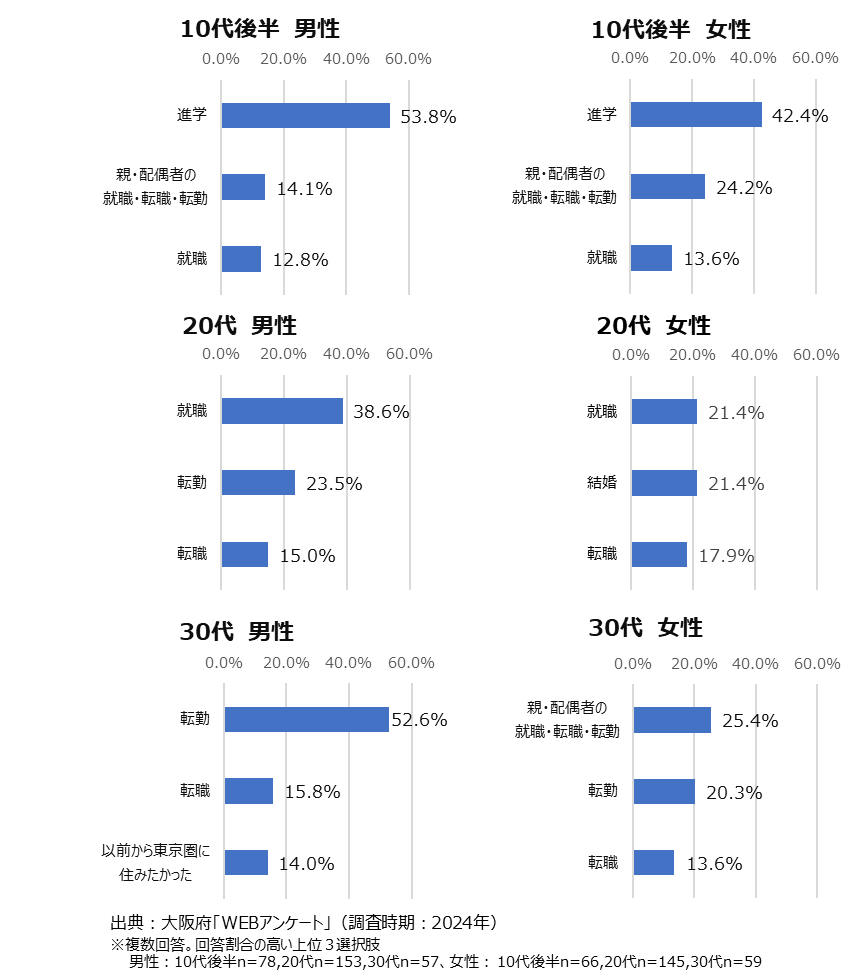 10代後半 男性
0.0% 20.0% 40.0% 60.0%
進学 53.8%
親・配偶者の
就職・転職・転勤 14.1%
就職 12.8%
10代後半 女性
0.0% 20.0% 40.0% 60.0%
進学 42.4%
親・配偶者の
就職・転職・転勤 24.2%
就職 13.6%
20代 男性
0.0% 20.0% 40.0% 60.0%
就職 38.6%
転勤 23.5%
転職 15.0%
20代 女性
0.0% 20.0% 40.0% 60.0%
就職 21.4%
結婚 21.4%
転職 17.9%
30代 男性
0.0% 20.0% 40.0% 60.0%
転勤 52.6%
転職 15.8%
以前から東京圏に
住みたかった 14.0%
30代 女性
0.0% 20.0% 40.0% 60.0%
親・配偶者の
就職・転職・転勤 25.4%
転勤 20.3%
転職 13.6%
出典：大阪府「WEBアンケート」（調査時期：2024年）
※複数回答。回答割合の高い上位３選択肢
男性：10代後半n=78,20代n=153,30代n=57、女性： 10代後半n=66,20代n=145,30代n=59